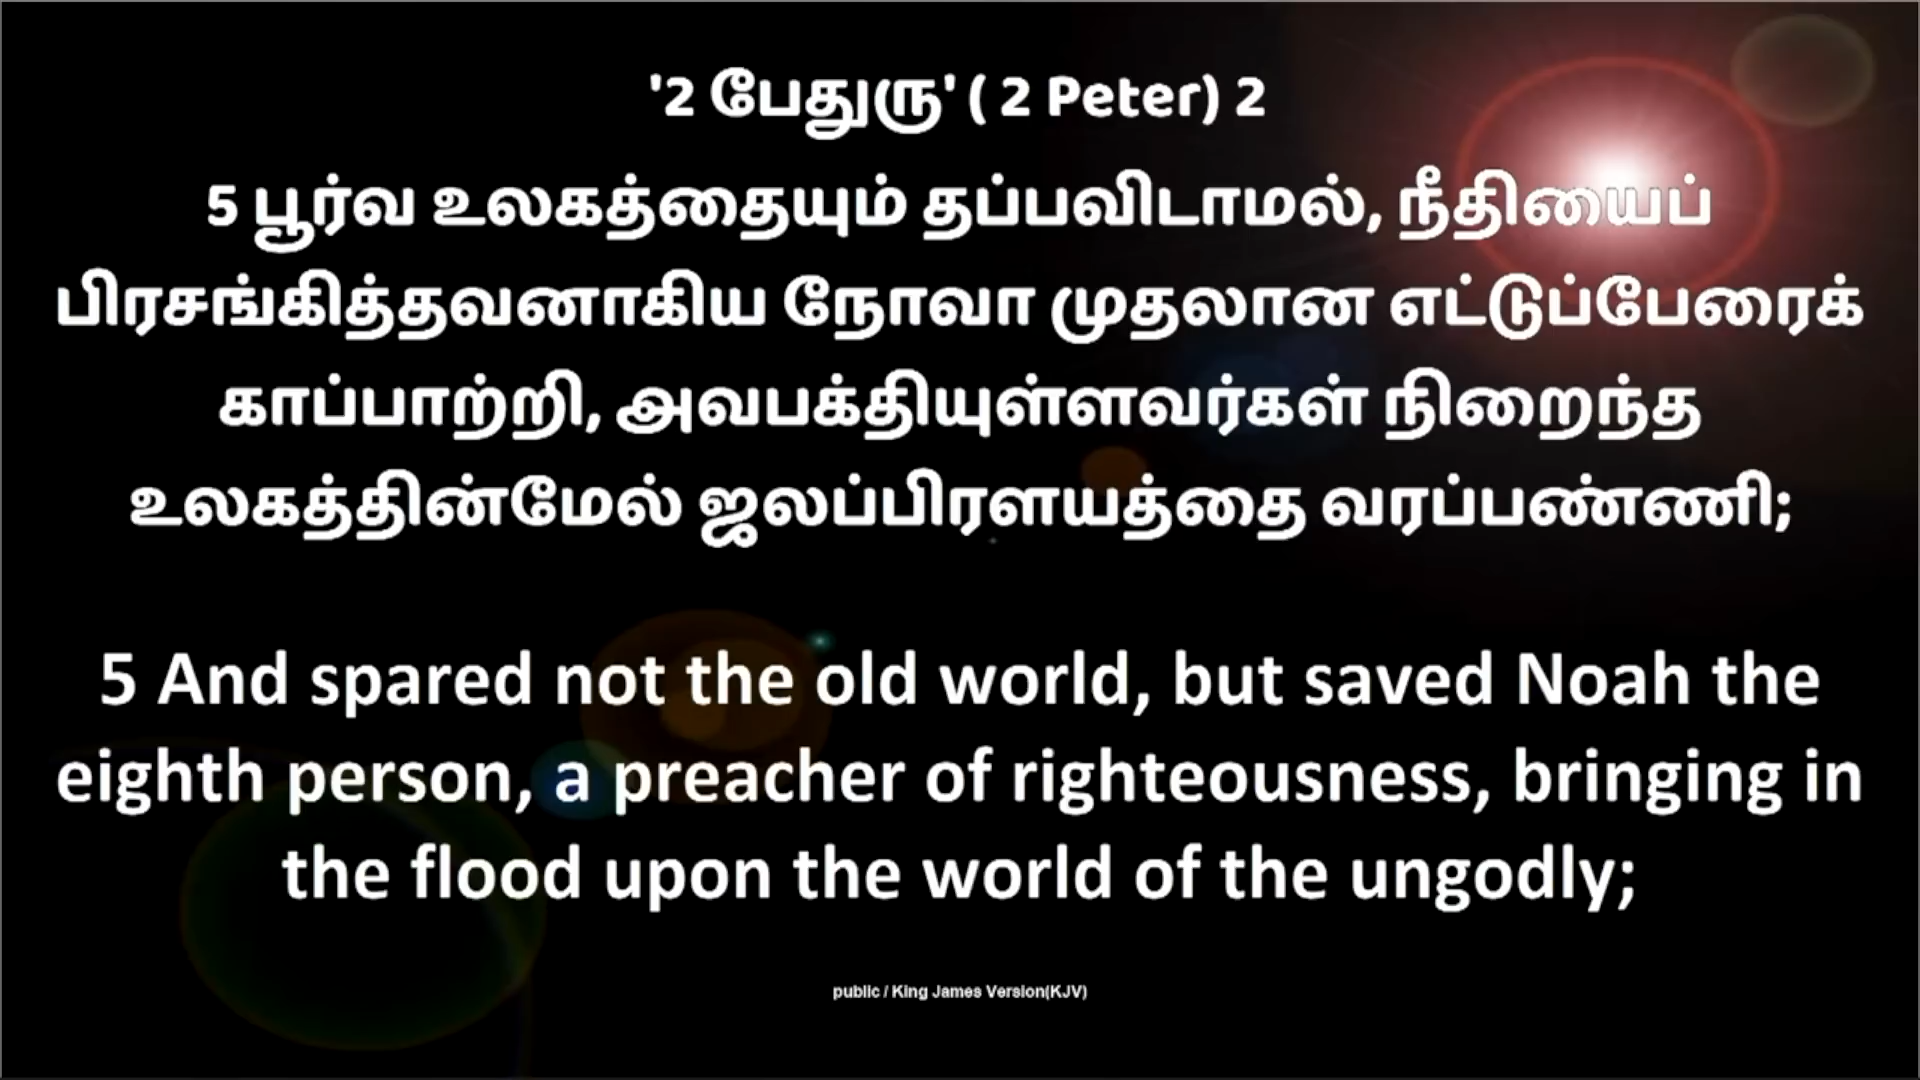 '2 பேதுரு' ( 2 Peter) 2
5 பூர்வ உலகத்தையும் தப்பவிடாமல், நீதியைப்
பிரசங்கித்தவனாகிய நோவா முதலான எட்டுப்பேரைக்
காப்பாற்றி, அவபக்தியுள்ளவர்கள் நிறைந்த
உலகத்தின்மேல் ஜலப்பிரளயத்தை வரப்பண்ணி;
5 And spared not the old world, but saved Noah the
eighth person, a preacher of righteousness, bringing in
the flood upon the world of the ungodly;
public / King James Version(KJV)